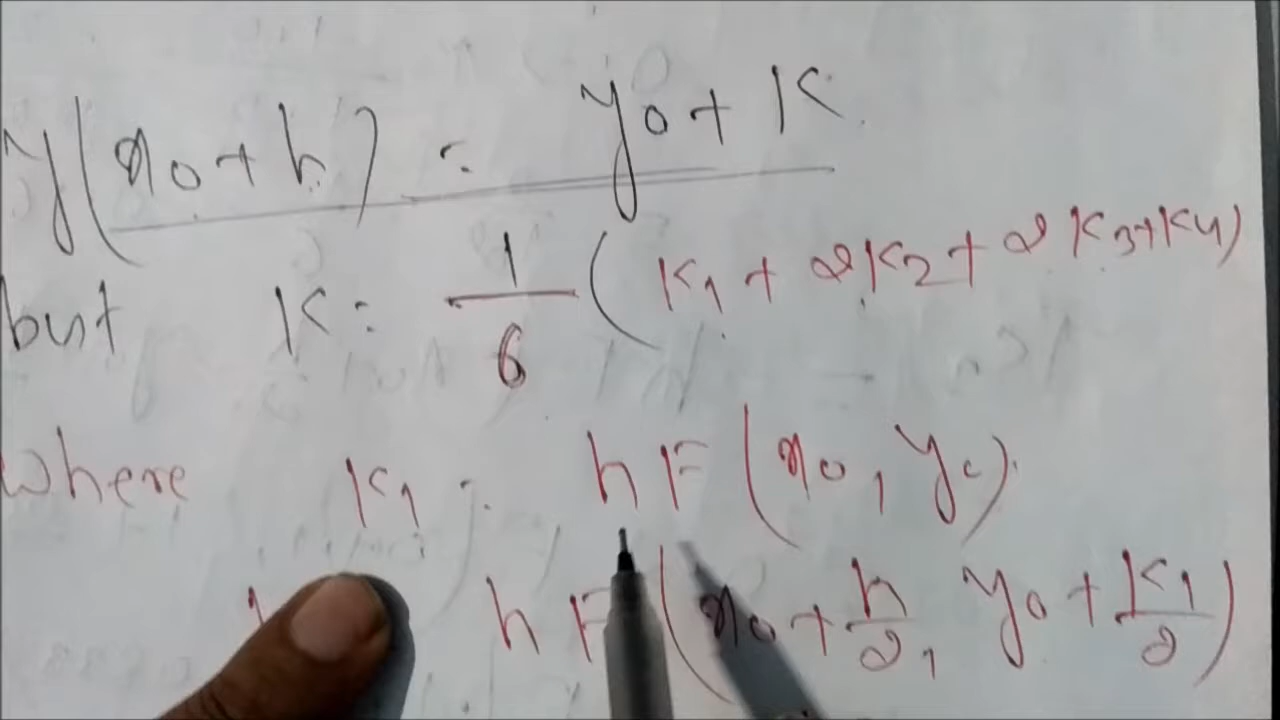 y(x0 + h) = y0 + K
but K = 1/6 (K1 + 2K2 + 2K3 + K4)
Where K1 = hF(x0, y0)
hF(x0 + h/2, y0 + K1/2)